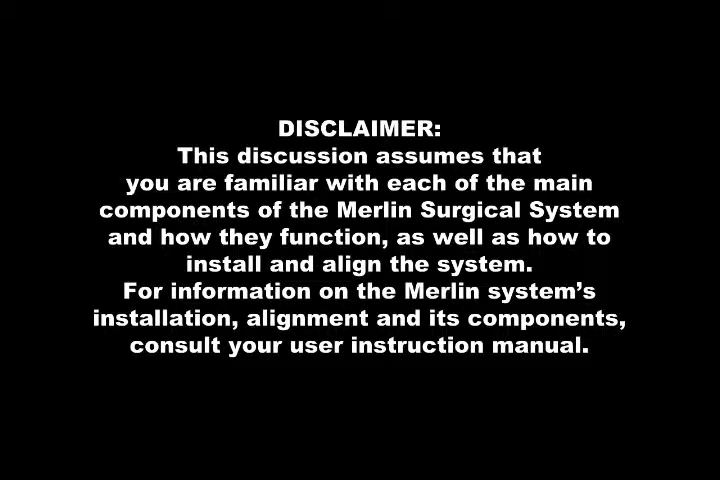 DISCLAIMER:
This discussion assumes that
you are familiar with each of the main
components of the Merlin Surgical System
and how they function, as well as how to
install and align the system.
For information on the Merlin system’s
installation, alignment and its components,
consult your user instruction manual.